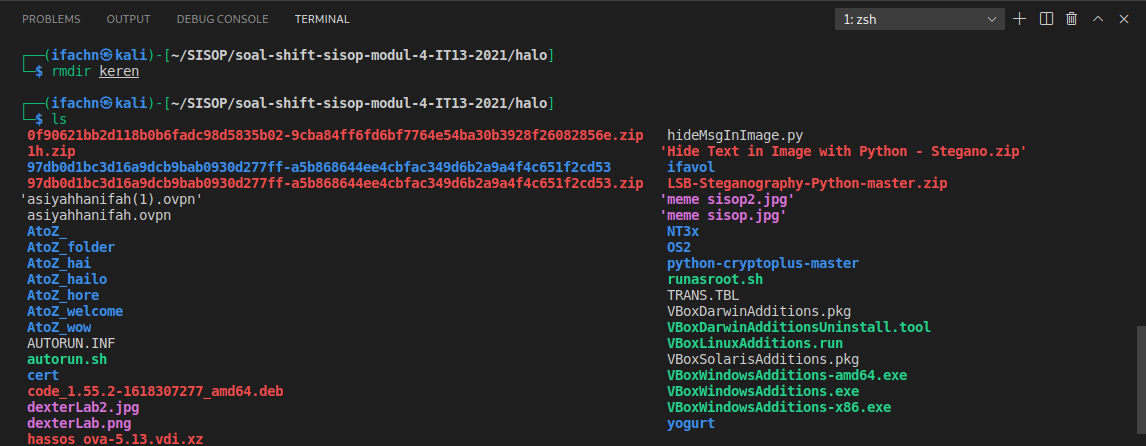 PROBLEMS OUTPUT DEBUG CONSOLE TERMINAL 1: zsh
┌──(ifachn㉿kali)-[~/SISOP/soal-shift-sisop-modul-4-IT13-2021/halo]
└─$ rmdir keren
┌──(ifachn㉿kali)-[~/SISOP/soal-shift-sisop-modul-4-IT13-2021/halo]
└─$ ls
0f90621bb2d118b0b6fadc98d5835b02-9cba84ff6fd6bf7764e54ba30b3928f26082856e.zip hideMsgInImage.py
1h.zip 'Hide Text in Image with Python - Stegano.zip'
97db0d1bc3d16a9dcb9bab0930d277ff-a5b868644ee4cbfac349d6b2a9a4f4c651f2cd53 ifavol
97db0d1bc3d16a9dcb9bab0930d277ff-a5b868644ee4cbfac349d6b2a9a4f4c651f2cd53.zip LSB-Steganography-Python-master.zip
'asiyahhanifah(1).ovpn' 'meme sisop2.jpg'
asiyahhanifah.ovpn 'meme sisop.jpg'
AtoZ_ NT3x
AtoZ_folder OS2
AtoZ_hai python-cryptoplus-master
AtoZ_hailo runasroot.sh
AtoZ_hore TRANS.TBL
AtoZ_welcome VBoxDarwinAdditions.pkg
AtoZ_wow VBoxDarwinAdditionsUninstall.tool
AUTORUN.INF VBoxLinuxAdditions.run
autorun.sh VBoxSolarisAdditions.pkg
cert VBoxWindowsAdditions-amd64.exe
code_1.55.2-1618307277_amd64.deb VBoxWindowsAdditions.exe
dexterLab2.jpg VBoxWindowsAdditions-x86.exe
dexterLab.png yogurt
hassos_ova-5.13.vdi.xz